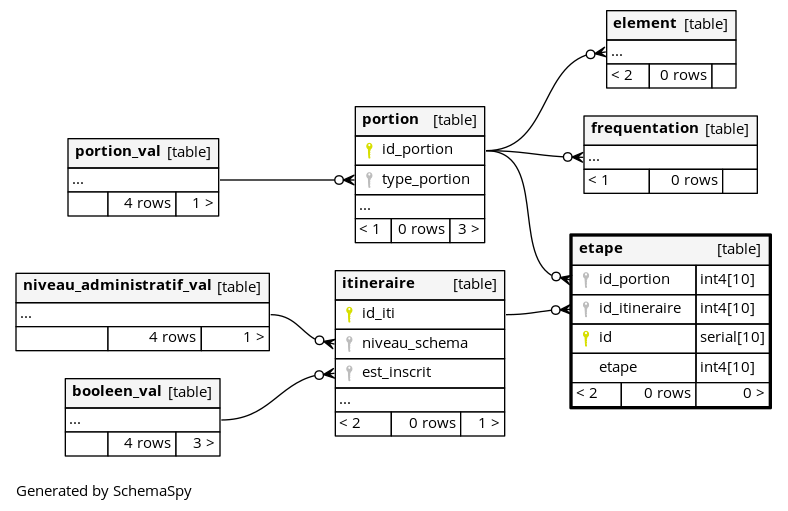 element [table]
...
< 2 0 rows
portion [table]
id_portion
type_portion
...
< 1 0 rows 3 >
frequentation [table]
...
< 1 0 rows
portion_val [table]
...
4 rows 1 >
etape [table]
id_portion int4[10]
id_itineraire int4[10]
id serial[10]
etape int4[10]
< 2 0 rows 0 >
niveau_administratif_val [table]
...
4 rows 1 >
itineraire [table]
id_iti
niveau_schema
est_inscrit
...
< 2 0 rows 1 >
booleen_val [table]
...
4 rows 3 >
Generated by SchemaSpy